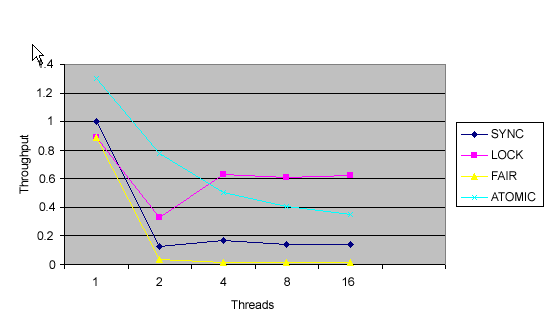 1.4
1.2
1
0.8
0.6
0.4
0.2
0
Throughput
1 2 4 8 16
Threads
SYNC
LOCK
FAIR
ATOMIC